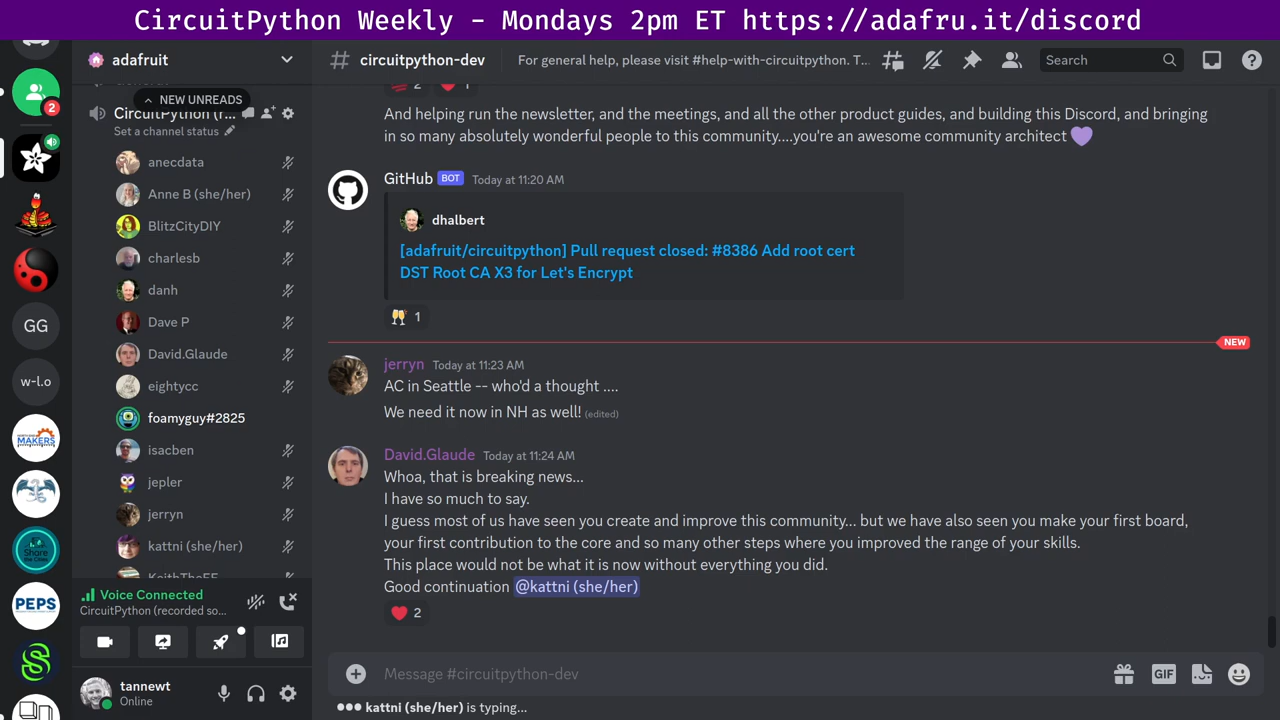 CircuitPython Weekly - Mondays 2pm ET https://adafru.it/discord
adafruit
NEW UNREADS
CircuitPython (r...
Set a channel status
anecdata
Anne B (she/her)
BlitzCityDIY
charlesb
danh
Dave P
David.Glaude
eightycc
foamyguy#2825
isacben
jepler
jerryn
kattni (she/her)
KeithTheEE
Voice Connected
CircuitPython (recorded so...
tannewt
Online
2
GG
w-l.o
MAKERS
Share
PEPS
circuitpython-dev
For general help, please visit #help-with-circuitpython. T...
Search
2
1
And helping run the newsletter, and the meetings, and all the other product guides, and building this Discord, and bringing
in so many absolutely wonderful people to this community....you're an awesome community architect
GitHub BOT Today at 11:20 AM
dhalbert
[adafruit/circuitpython] Pull request closed: #8386 Add root cert
DST Root CA X3 for Let's Encrypt
1
NEW
jerryn Today at 11:23 AM
AC in Seattle -- who'd a thought ....
We need it now in NH as well! (edited)
David.Glaude Today at 11:24 AM
Whoa, that is breaking news...
I have so much to say.
I guess most of us have seen you create and improve this community... but we have also seen you make your first board,
your first contribution to the core and so many other steps where you improved the range of your skills.
This place would not be what it is now without everything you did.
Good continuation @kattni (she/her)
2
Message #circuitpython-dev
GIF
kattni (she/her) is typing...